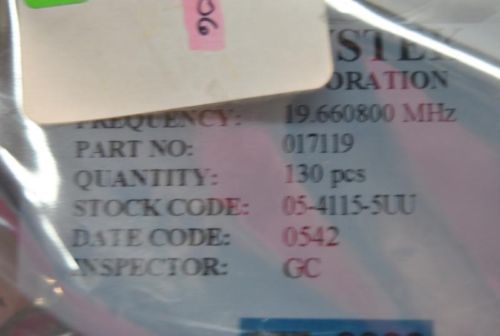 YSTEK
ORATION
FREQUENCY: 19.660800 MHz
PART NO: 017119
QUANTITY: 130 pcs
STOCK CODE: 05-4115-5UU
DATE CODE: 0542
INSPECTOR: GC